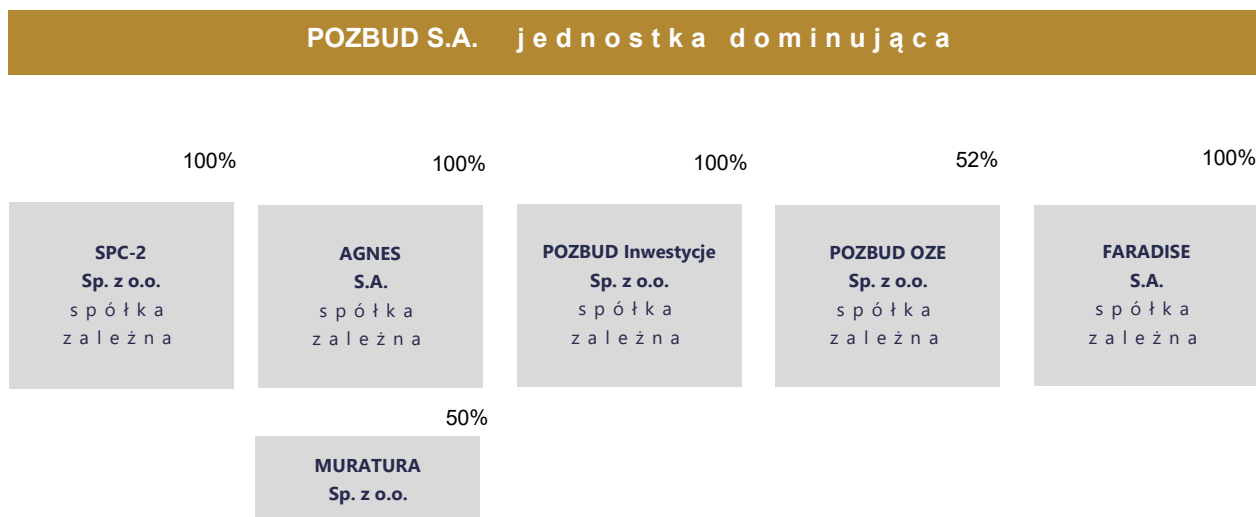 POZBUD S.A. jednostka dominująca
100%
100%
100%
52%
100%
SPC-2
Sp. z o.o.
spółka
zależna
AGNES
S.A.
spółka
zależna
POZBUD Inwestycje
Sp. z o.o.
spółka
zależna
POZBUD OZE
Sp. z o.o.
spółka
zależna
FARADISE
S.A.
spółka
zależna
50%
MURATURA
Sp. z o.o.